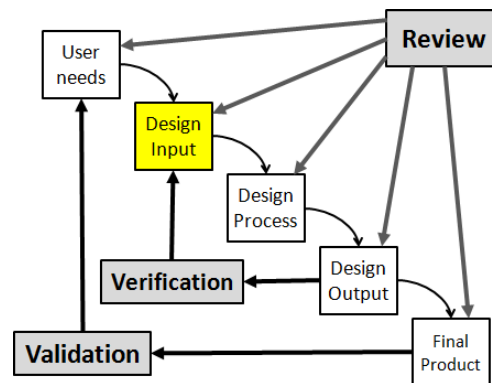 User
needs
Review
Design
Input
Design
Process
Verification
Design
Output
Validation
Final
Product